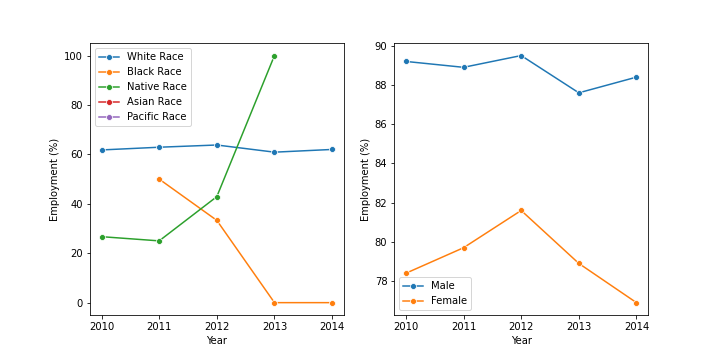 100
80
60
40
20
0
Employment (%)
White Race
Black Race
Native Race
Asian Race
Pacific Race
2010 2011 2012 2013 2014
Year
90
88
86
84
82
80
78
Employment (%)
Male
Female
2010 2011 2012 2013 2014
Year